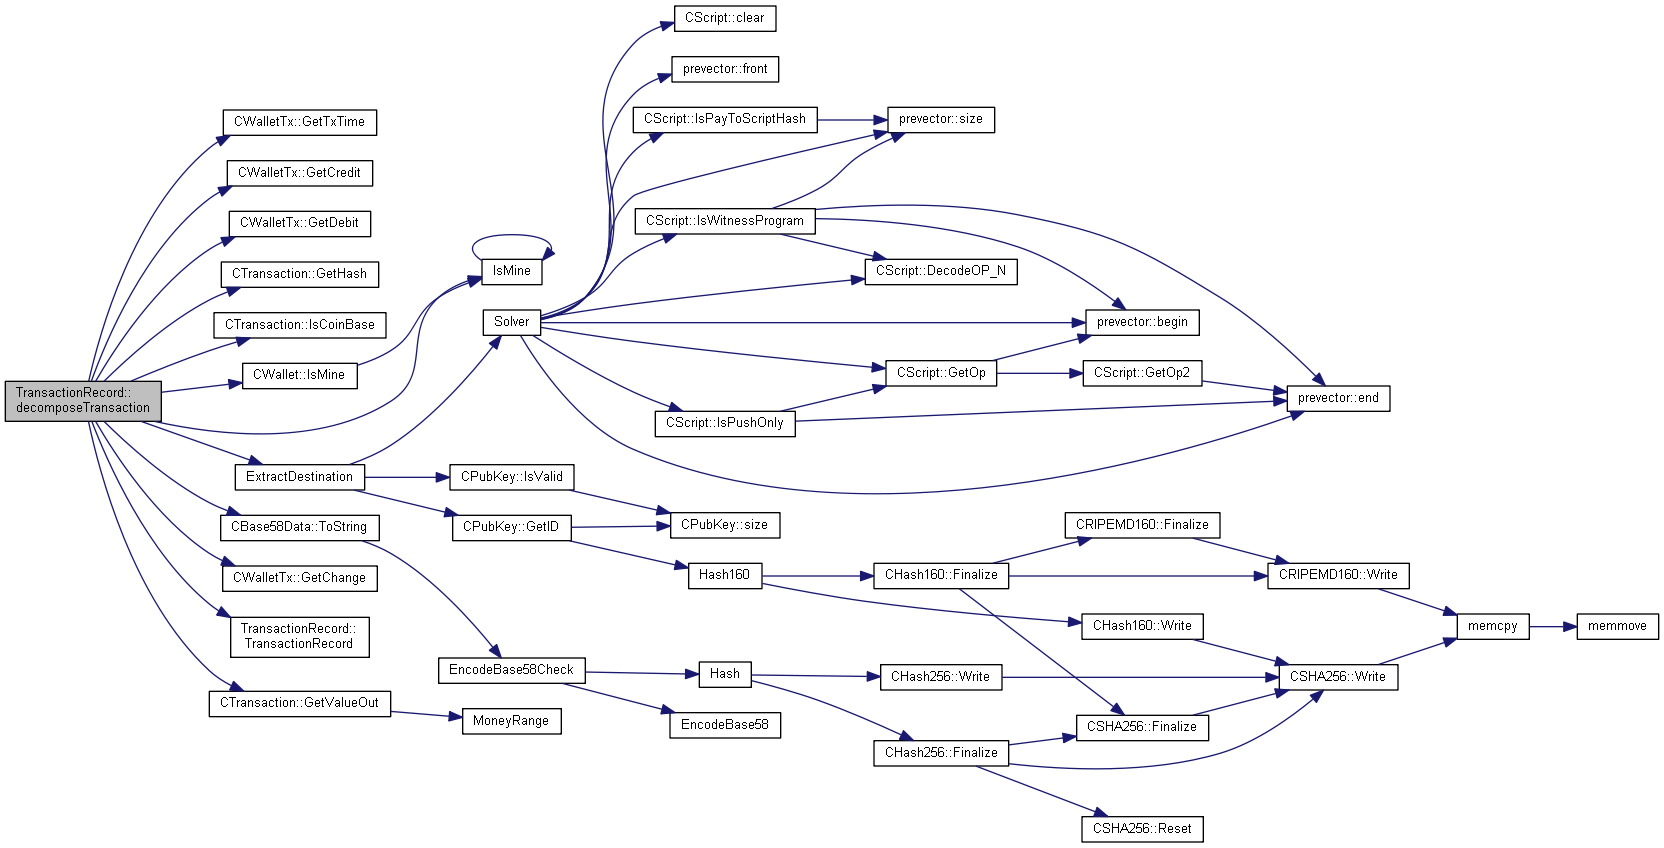 CScript::clear
prevector::front
CWalletTx::GetTxTime
CScript::IsPayToScriptHash
prevector::size
CWalletTx::GetCredit
CWalletTx::GetDebit
CScript::IsWitnessProgram
CTransaction::GetHash
IsMine
CScript::DecodeOP_N
CTransaction::IsCoinBase
Solver
prevector::begin
CWallet::IsMine
CScript::GetOp
CScript::GetOp2
TransactionRecord::
decomposeTransaction
prevector::end
CScript::IsPushOnly
ExtractDestination
CPubKey::IsValid
CBase58Data::ToString
CPubKey::GetID
CPubKey::size
CRIPEMD160::Finalize
CWalletTx::GetChange
Hash160
CHash160::Finalize
CRIPEMD160::Write
TransactionRecord::
TransactionRecord
CHash160::Write
memcpy
memmove
EncodeBase58Check
Hash
CHash256::Write
CSHA256::Write
CTransaction::GetValueOut
MoneyRange
EncodeBase58
CSHA256::Finalize
CHash256::Finalize
CSHA256::Reset